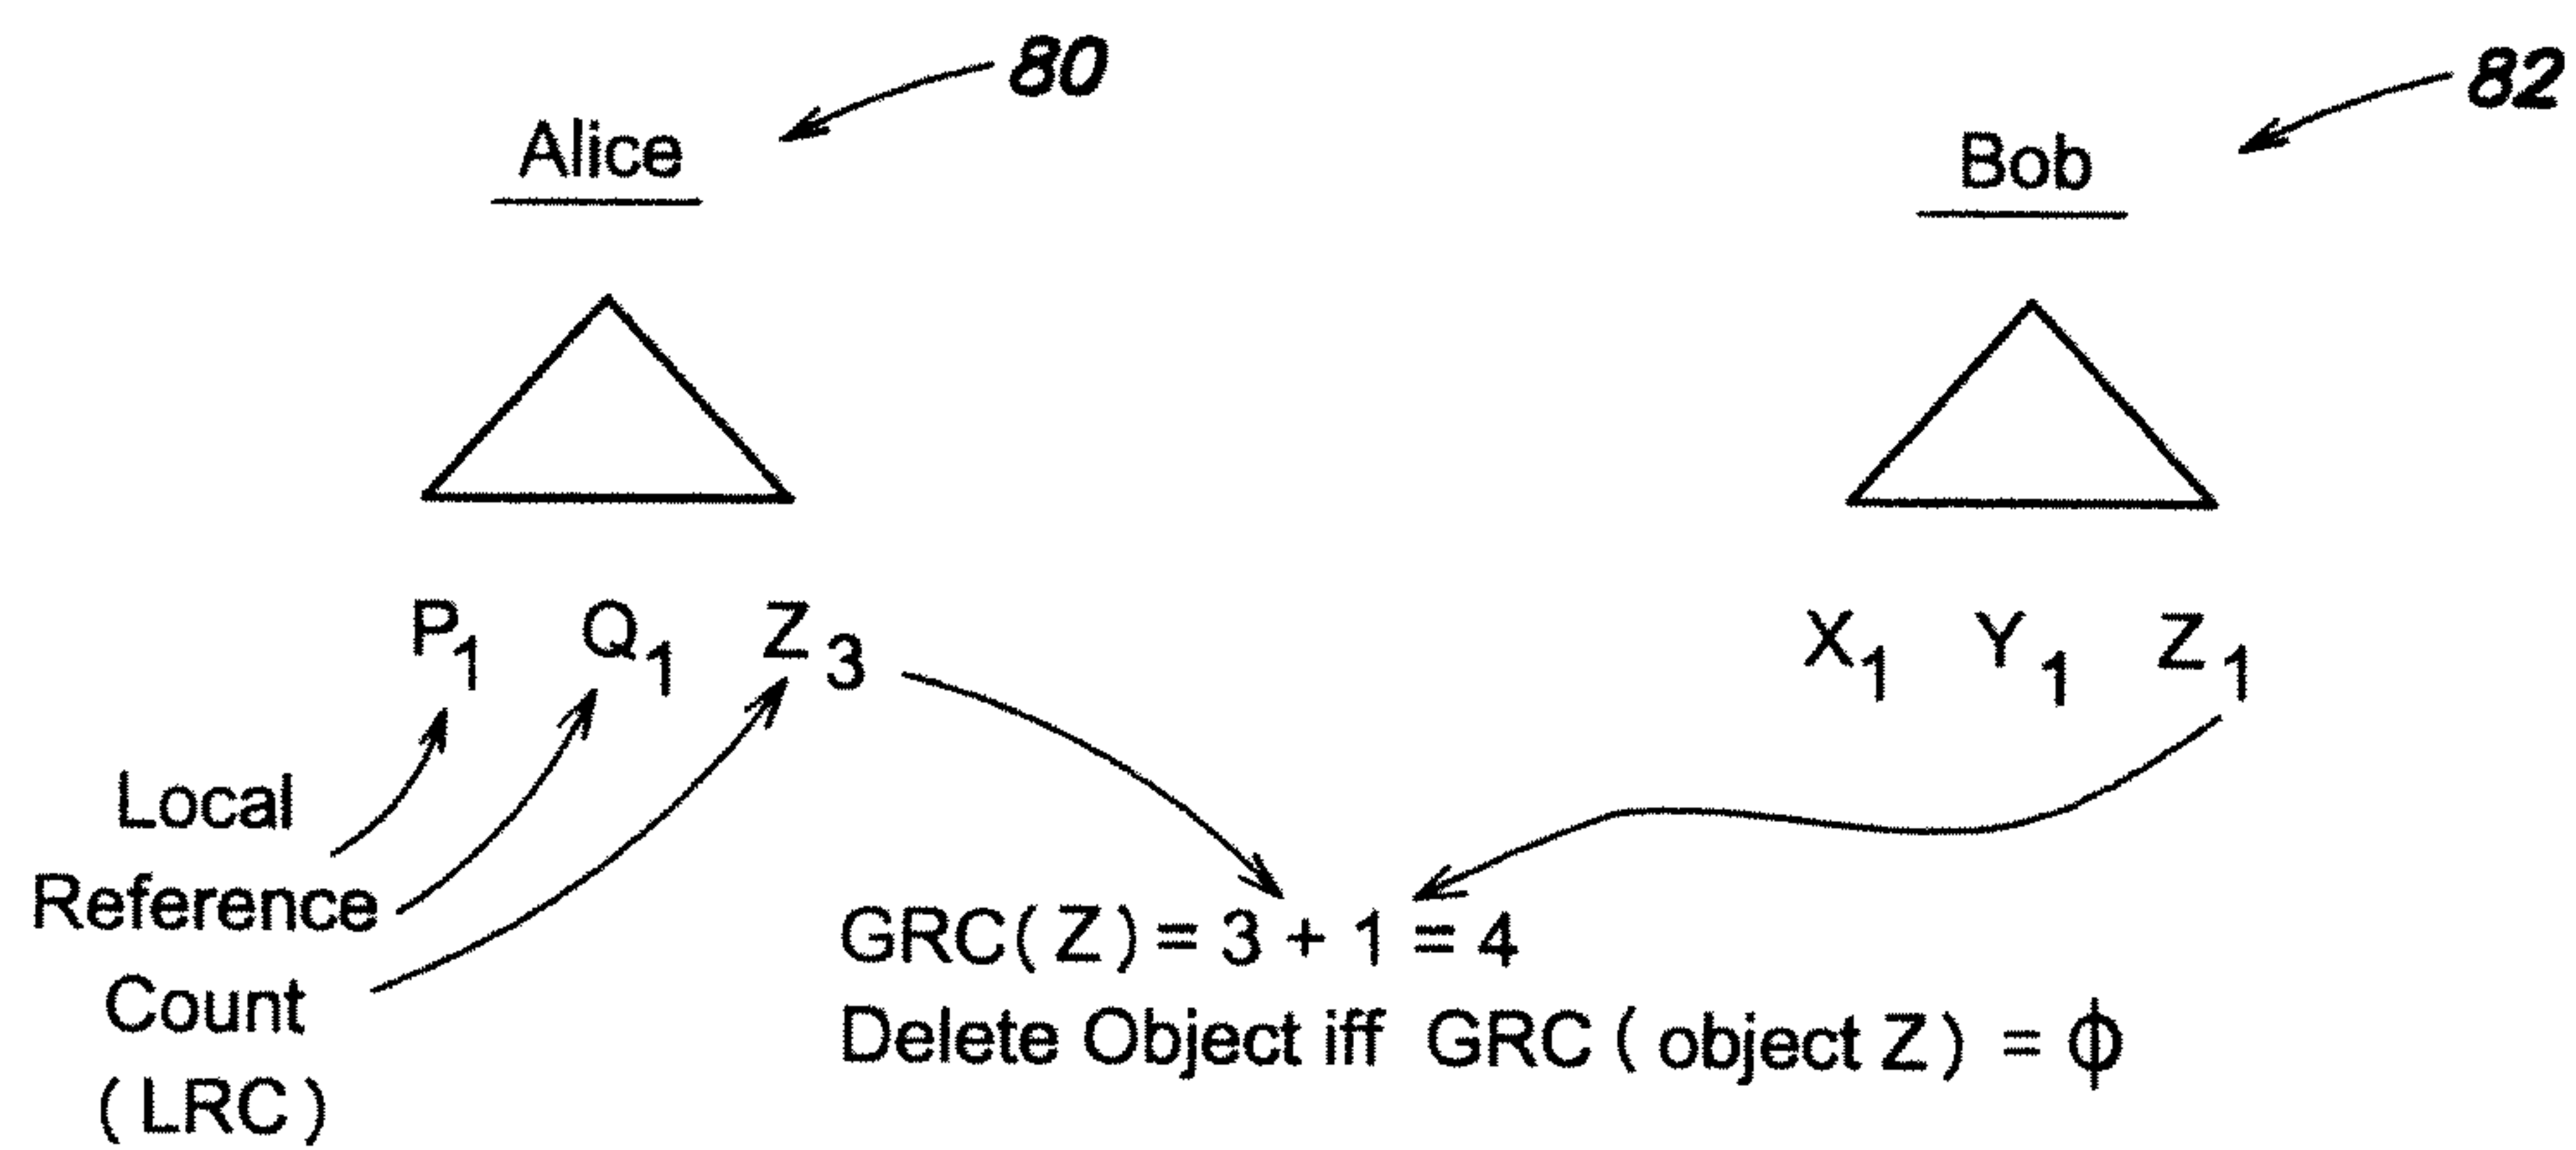 80
82
Alice
Bob
P1 Q1 Z3
X1 Y1 Z1
Local
Reference
Count
(LRC)
GRC(Z) = 3 + 1 = 4
Delete Object iff GRC (object Z) = ϕ